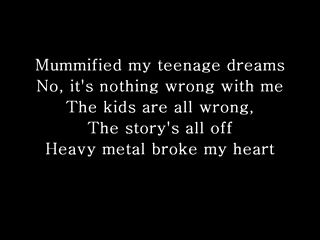 Mummified my teenage dreams
No, it's nothing wrong with me
The kids are all wrong,
The story's all off
Heavy metal broke my heart